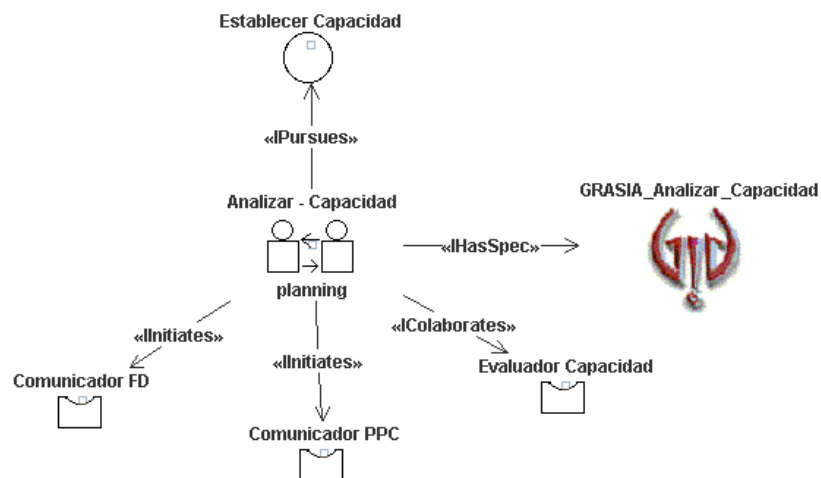 Establecer Capacidad
«IPursues»
Analizar - Capacidad
GRASIA_Analizar_Capacidad
«IHasSpec»
planning
«IInitiates»
«IColaborates»
«IInitiates»
Comunicador FD
Evaluador Capacidad
Comunicador PPC